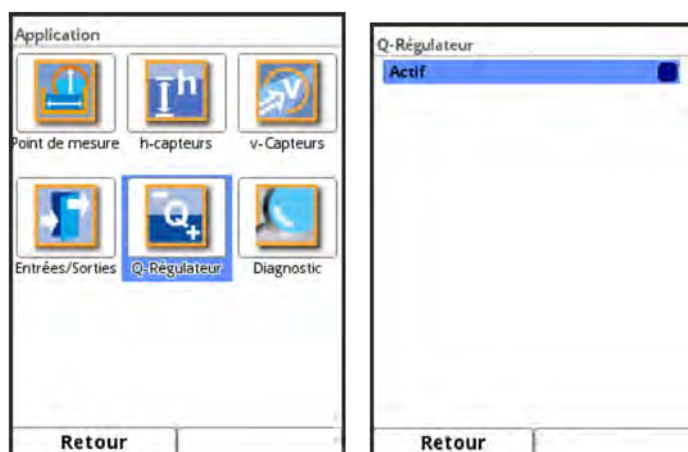 Application
Point de mesure
h-capteurs
v-Capteurs
Entrées/Sorties
Q-Régulateur
Diagnostic
Retour
Q-Régulateur
Actif
Retour